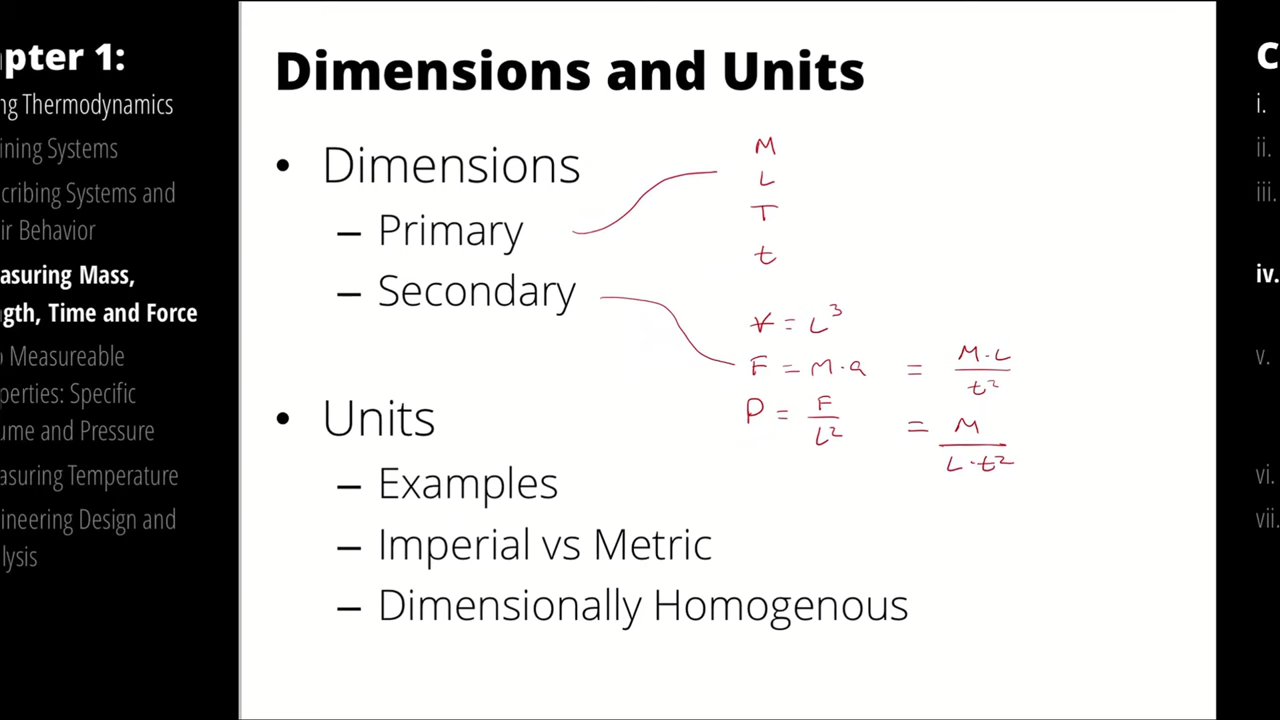 pter 1:
ng Thermodynamics
ining Systems
cribing Systems and
ir Behavior
asuring Mass,
gth, Time and Force
o Measureable
perties: Specific
ume and Pressure
asuring Temperature
ineering Design and
lysis
Dimensions and Units
• Dimensions
– Primary
– Secondary
M
L
T
t
V = L³
F = M·a = M·L / t²
P = F / L² = M / L·t²
• Units
– Examples
– Imperial vs Metric
– Dimensionally Homogenous
C
i.
ii.
iii.
iv.
v.
vi.
vii.